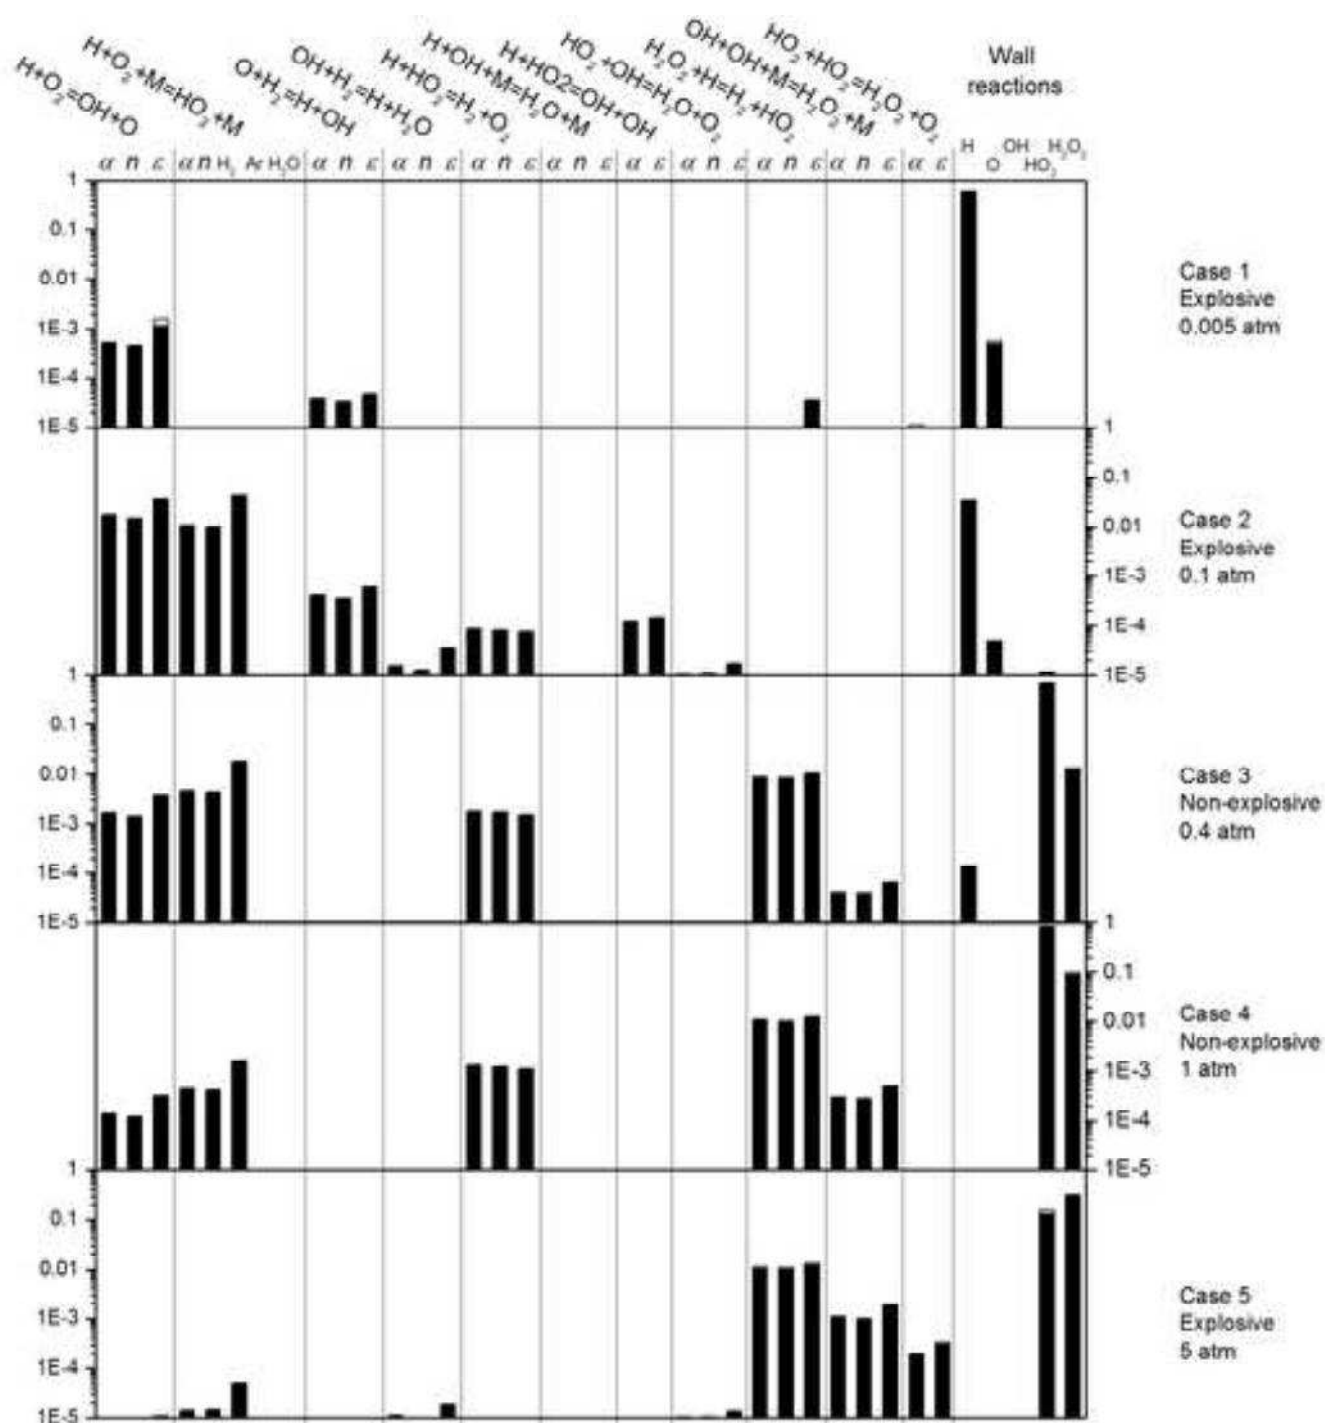 H+O₂=OH+O
H+O₂+M=HO₂+M
O+H₂=H+OH
OH+H₂=H+H₂O
H+HO₂=H₂+O₂
H+OH+M=H₂O+M
H+HO2=OH+OH
HO₂+OH=H₂O+O₂
H₂O₂+H=H₂+HO₂
OH+OH+M=H₂O₂+M
HO₂+HO₂=H₂O₂+O₂
Wall
reactions
α n ε α n H₂ Ar H₂O α n ε α n ε α n ε α n ε α ε α n ε α n ε α n ε α ε H O OH HO₂ H₂O₂
1
0.1
0.01
1E-3
1E-4
1E-5
Case 1
Explosive
0.005 atm
1
0.1
0.01
1E-3
1E-4
1E-5
Case 2
Explosive
0.1 atm
1
0.1
0.01
1E-3
1E-4
1E-5
Case 3
Non-explosive
0.4 atm
1
0.1
0.01
1E-3
1E-4
1E-5
Case 4
Non-explosive
1 atm
1
0.1
0.01
1E-3
1E-4
1E-5
Case 5
Explosive
5 atm